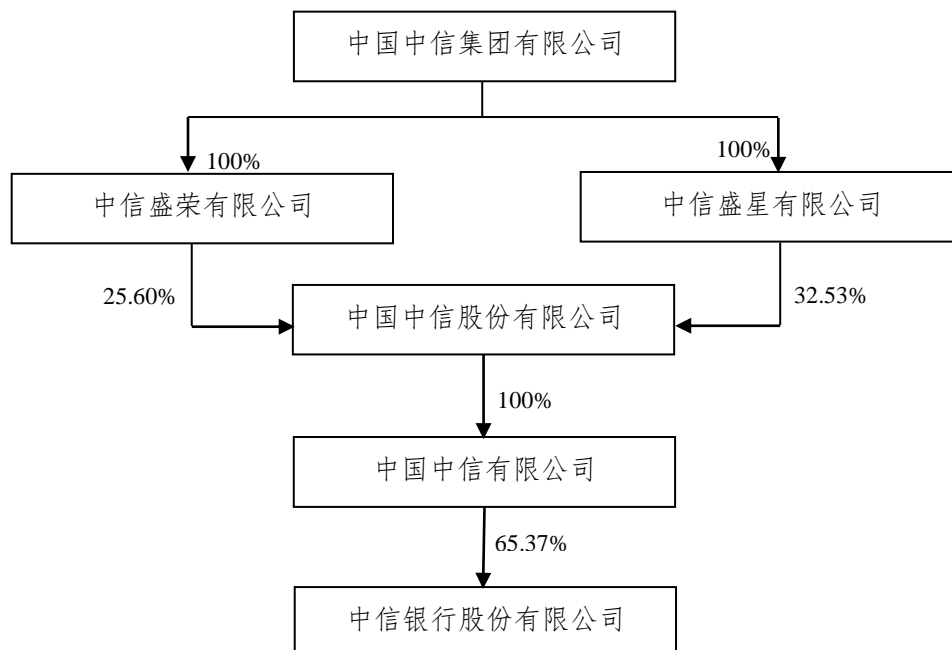 中国中信集团有限公司
100%
100%
中信盛荣有限公司
中信盛星有限公司
25.60%
32.53%
中国中信股份有限公司
100%
中国中信有限公司
65.37%
中信银行股份有限公司